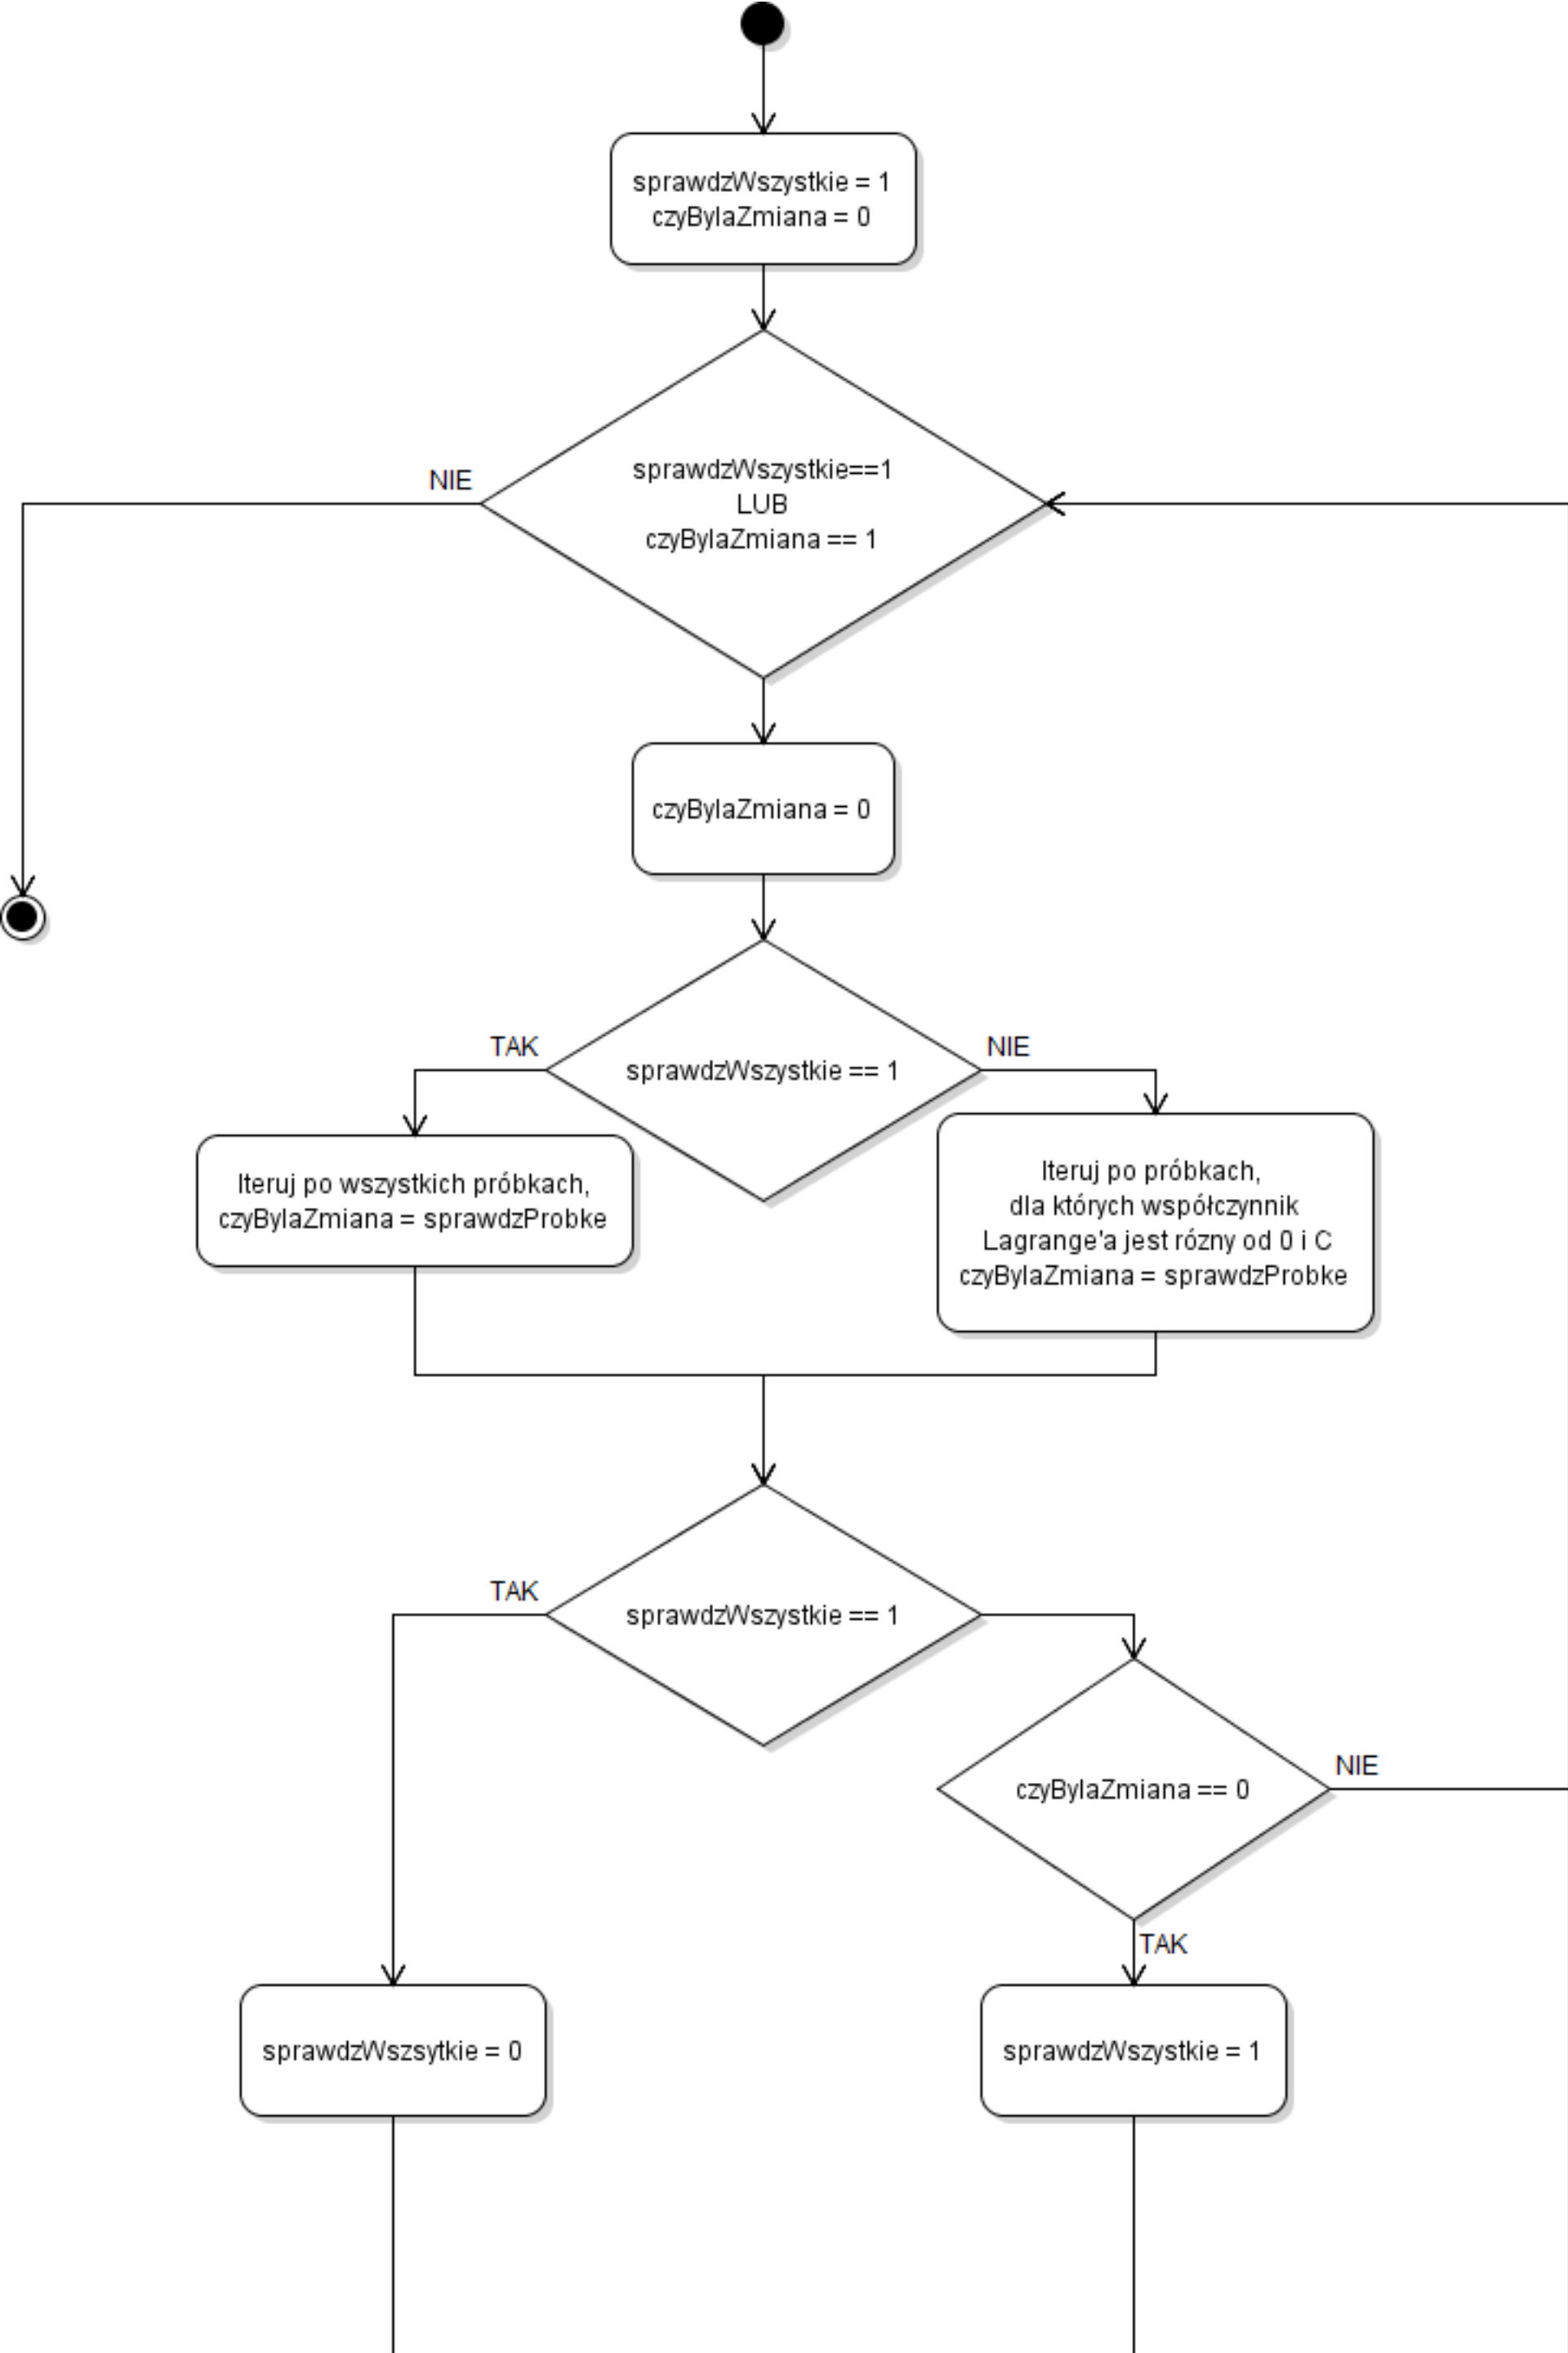 sprawdzWszystkie = 1
czyBylaZmiana = 0
sprawdzWszystkie==1
LUB
czyBylaZmiana == 1
NIE
czyBylaZmiana = 0
sprawdzWszystkie == 1
TAK
NIE
Iteruj po wszystkich próbkach,
czyBylaZmiana = sprawdzProbke
Iteruj po próbkach,
dla których współczynnik
Lagrange'a jest rózny od 0 i C
czyBylaZmiana = sprawdzProbke
sprawdzWszystkie == 1
TAK
czyBylaZmiana == 0
NIE
TAK
sprawdzWszsytkie = 0
sprawdzWszystkie = 1